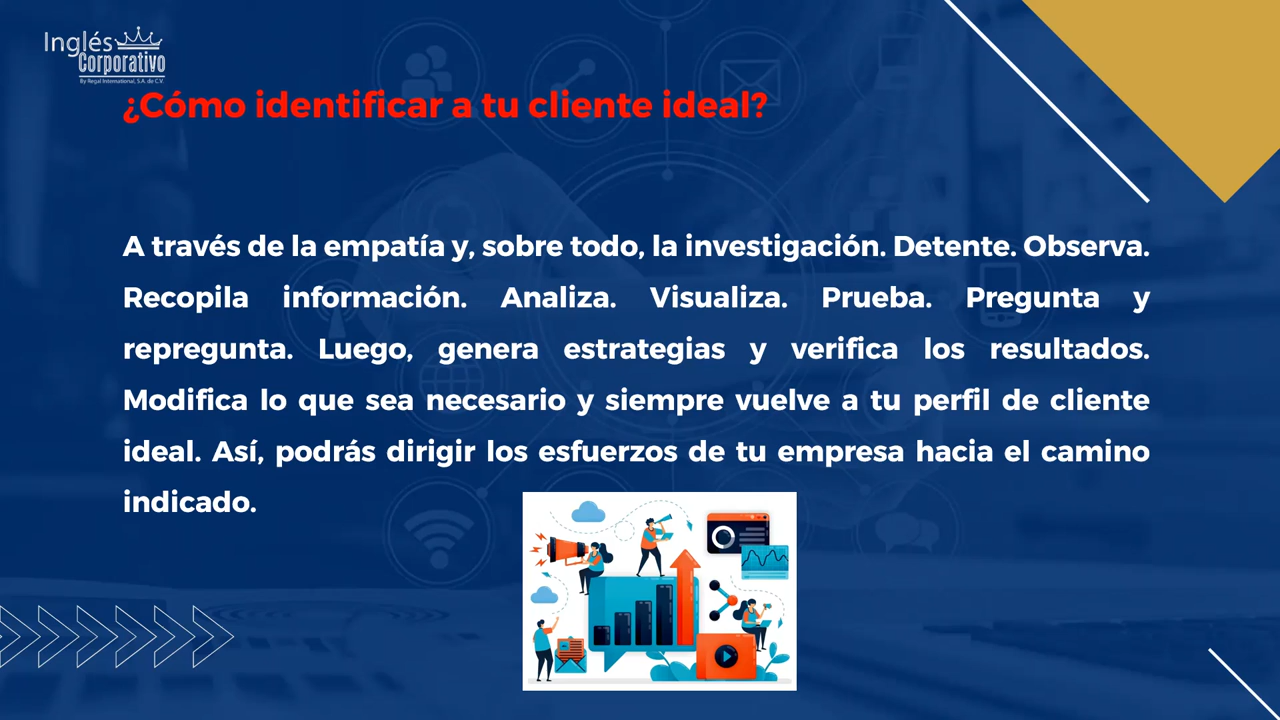 Inglés
Corporativo
By Regal International, S.A. de C.V.
¿Cómo identificar a tu cliente ideal?
A través de la empatía y, sobre todo, la investigación. Detente. Observa.
Recopila información. Analiza. Visualiza. Prueba. Pregunta y
repregunta. Luego, genera estrategias y verifica los resultados.
Modifica lo que sea necesario y siempre vuelve a tu perfil de cliente
ideal. Así, podrás dirigir los esfuerzos de tu empresa hacia el camino
indicado.